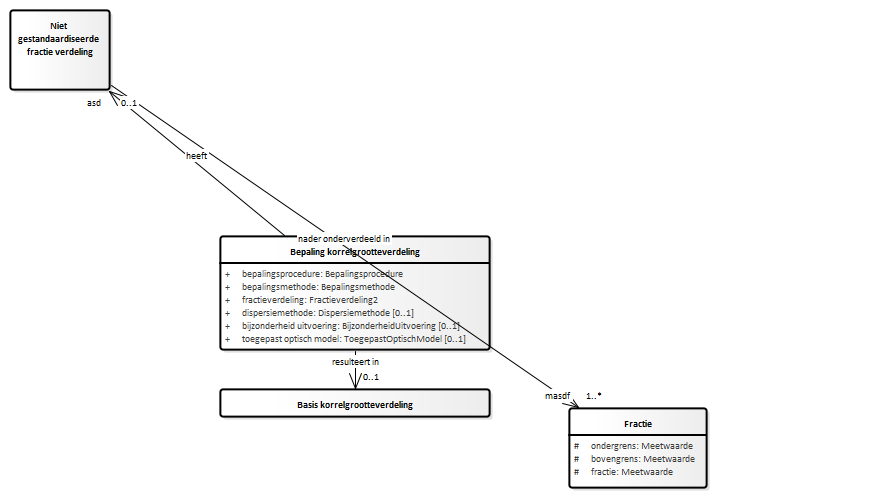 Niet
gestandaardiseerde
fractie verdeling
asd
0..1
heeft
nader onderverdeeld in
Bepaling korrelgrootteverdeling
+ bepalingsprocedure: Bepalingsprocedure
+ bepalingsmethode: Bepalingsmethode
+ fractieverdeling: Fractieverdeling2
+ dispersiemethode: Dispersiemethode [0..1]
+ bijzonderheid uitvoering: BijzonderheidUitvoering [0..1]
+ toegepast optisch model: ToegepastOptischModel [0..1]
resulteert in
0..1
Basis korrelgrootteverdeling
masdf
1..*
Fractie
# ondergrens: Meetwaarde
# bovengrens: Meetwaarde
# fractie: Meetwaarde